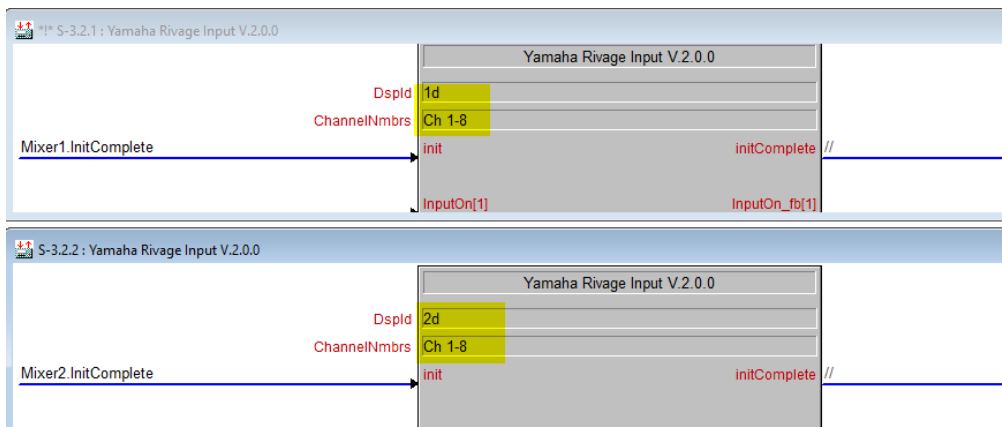 *!* S-3.2.1 : Yamaha Rivage Input V.2.0.0
Yamaha Rivage Input V.2.0.0
DspId 1d
ChannelNmbrs Ch 1-8
Mixer1.InitComplete init initComplete //
InputOn[1] InputOn_fb[1]
S-3.2.2 : Yamaha Rivage Input V.2.0.0
Yamaha Rivage Input V.2.0.0
DspId 2d
ChannelNmbrs Ch 1-8
Mixer2.InitComplete init initComplete //